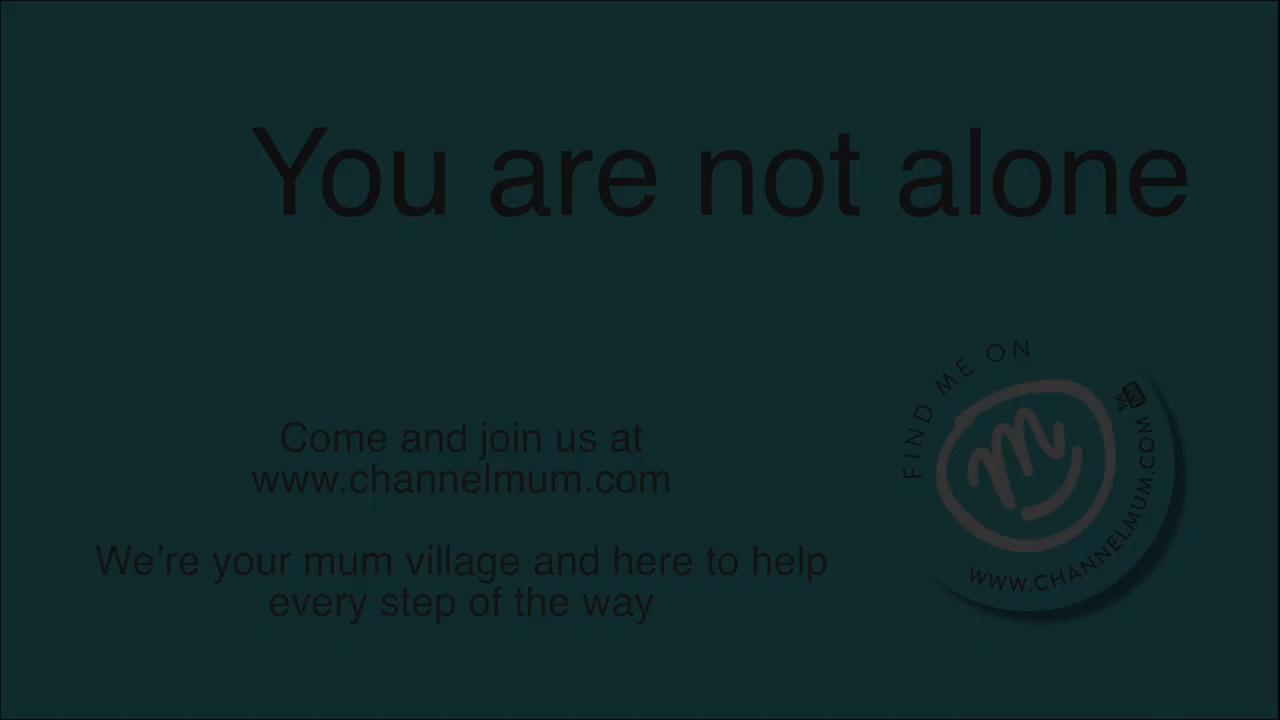 You are not alone
Come and join us at
www.channelmum.com
We’re your mum village and here to help
every step of the way
FIND ME ON
m
WWW.CHANNELMUM.COM